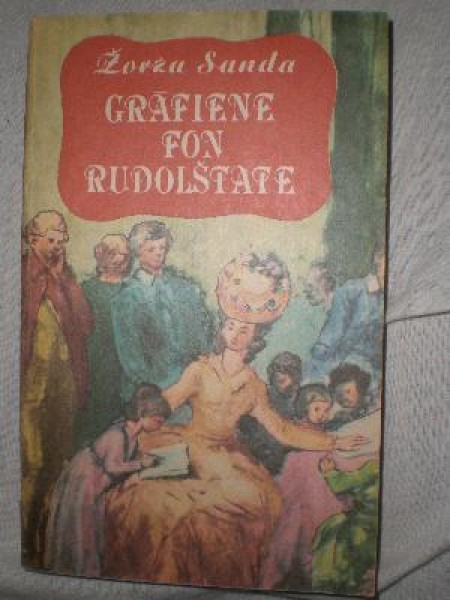 Žorža Sanda
GRĀFIENE
FON
RUDOLŠTATE